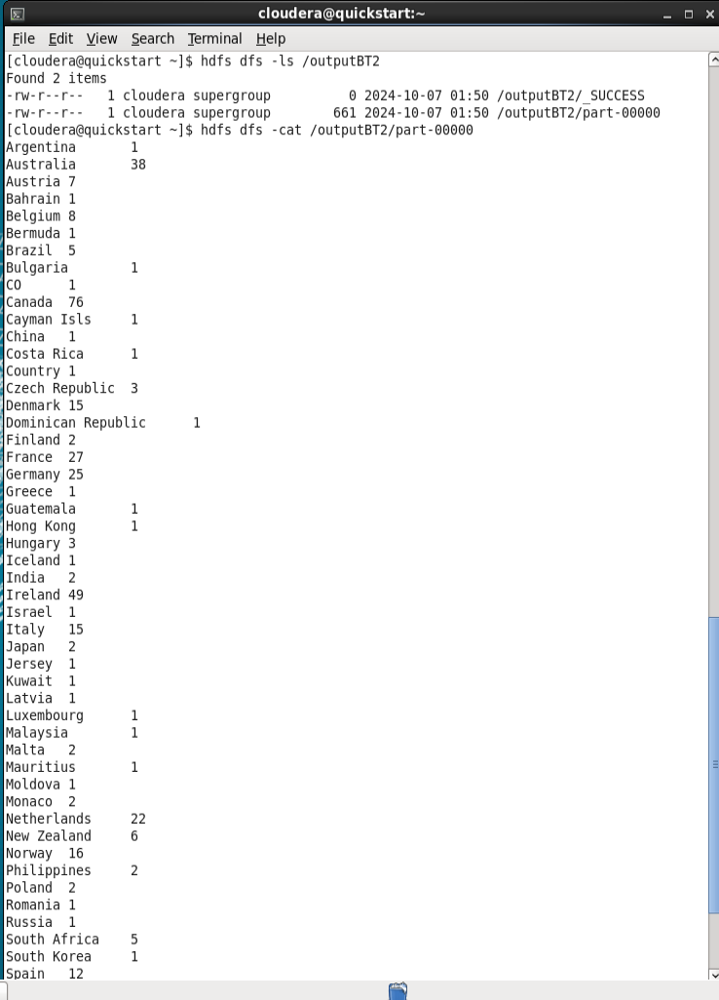 cloudera@quickstart:~
File Edit View Search Terminal Help
[cloudera@quickstart ~]$ hdfs dfs -ls /outputBT2
Found 2 items
-rw-r--r--   1 cloudera supergroup          0 2024-10-07 01:50 /outputBT2/_SUCCESS
-rw-r--r--   1 cloudera supergroup        661 2024-10-07 01:50 /outputBT2/part-00000
[cloudera@quickstart ~]$ hdfs dfs -cat /outputBT2/part-00000
Argentina	1
Australia	38
Austria	7
Bahrain	1
Belgium	8
Bermuda	1
Brazil	5
Bulgaria	1
CO	1
Canada	76
Cayman Isls	1
China	1
Costa Rica	1
Country	1
Czech Republic	3
Denmark	15
Dominican Republic	1
Finland	2
France	27
Germany	25
Greece	1
Guatemala	1
Hong Kong	1
Hungary	3
Iceland	1
India	2
Ireland	49
Israel	1
Italy	15
Japan	2
Jersey	1
Kuwait	1
Latvia	1
Luxembourg	1
Malaysia	1
Malta	2
Mauritius	1
Moldova	1
Monaco	2
Netherlands	22
New Zealand	6
Norway	16
Philippines	2
Poland	2
Romania	1
Russia	1
South Africa	5
South Korea	1
Spain	12